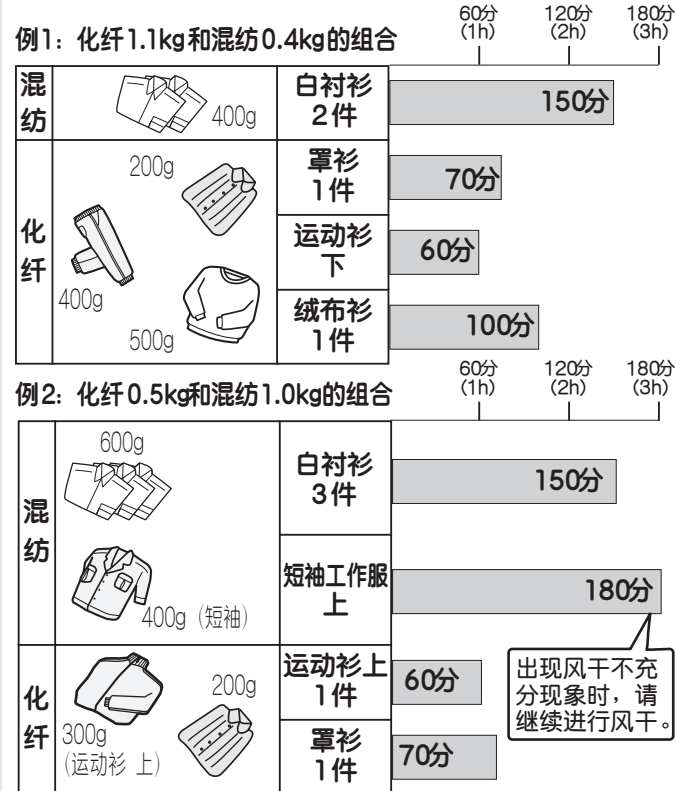 60分 120分 180分
(1h) (2h) (3h)
例1：化纤1.1kg和混纺0.4kg的组合
混纺
400g
白衬衫
2件
150分
化纤
200g
罩衫
1件
70分
400g
运动衫
下
60分
500g
绒布衫
1件
100分
60分 120分 180分
(1h) (2h) (3h)
例2：化纤0.5kg和混纺1.0kg的组合
混纺
600g
白衬衫
3件
150分
400g（短袖）
短袖工作服
上
180分
出现风干不充
分现象时，请
继续进行风干。
化纤
300g
（运动衫 上）
运动衫上
1件
60分
200g
罩衫
1件
70分